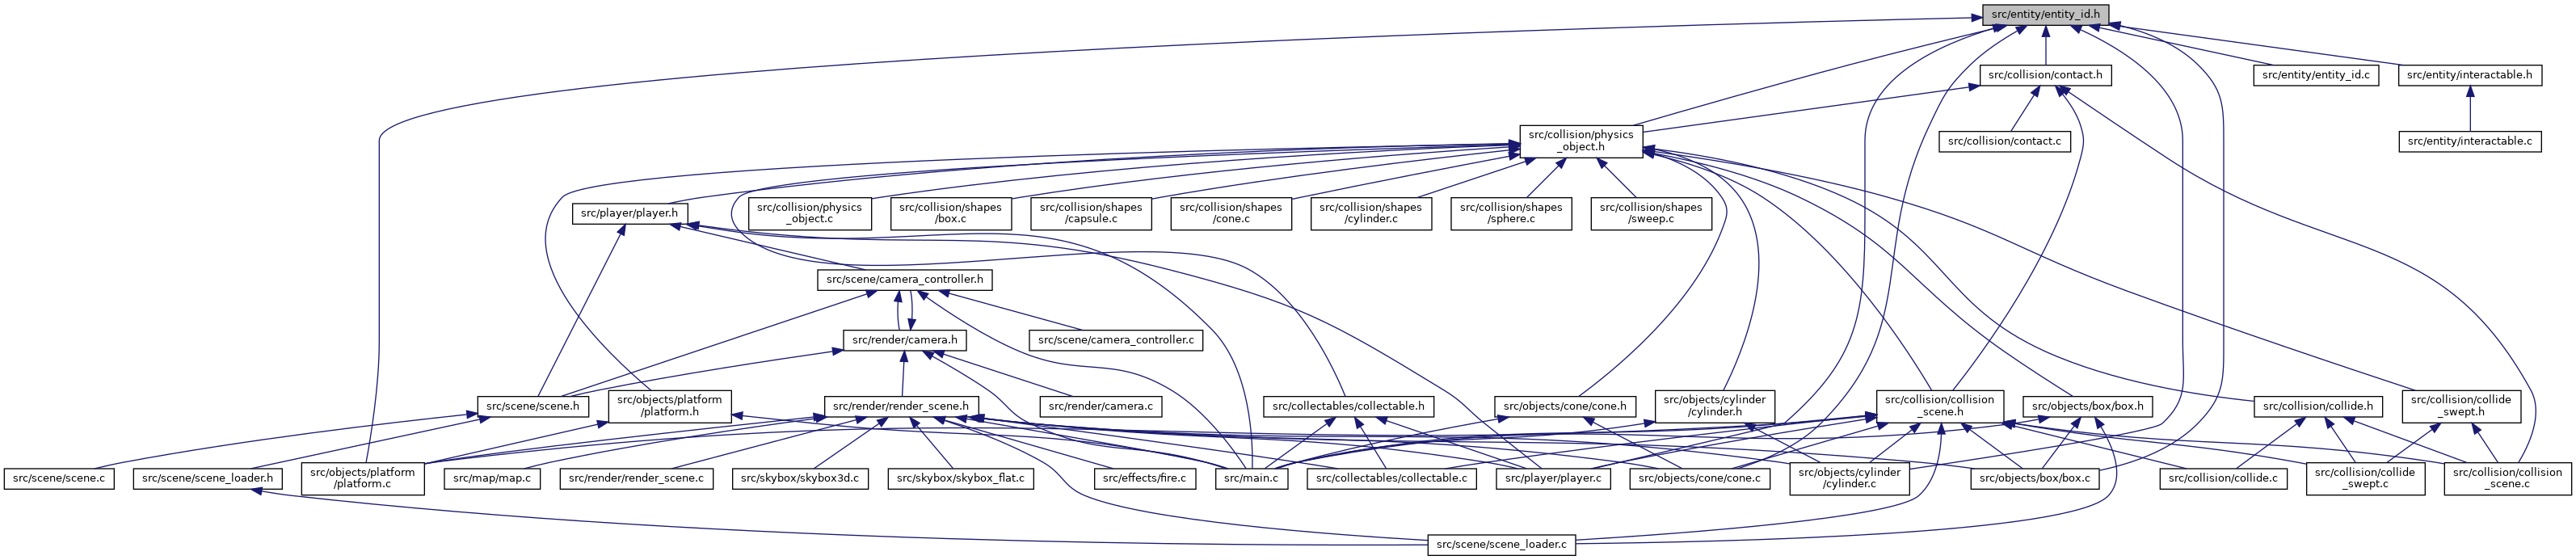 src/entity/entity_id.h
src/collision/contact.h
src/entity/entity_id.c
src/entity/interactable.h
src/collision/physics
_object.h
src/collision/contact.c
src/entity/interactable.c
src/player/player.h
src/collision/physics
_object.c
src/collision/shapes
/box.c
src/collision/shapes
/capsule.c
src/collision/shapes
/cone.c
src/collision/shapes
/cylinder.c
src/collision/shapes
/sphere.c
src/collision/shapes
/sweep.c
src/scene/camera_controller.h
src/render/camera.h
src/scene/camera_controller.c
src/scene/scene.h
src/objects/platform
/platform.h
src/render/render_scene.h
src/render/camera.c
src/collectables/collectable.h
src/objects/cone/cone.h
src/objects/cylinder
/cylinder.h
src/collision/collision
_scene.h
src/objects/box/box.h
src/collision/collide.h
src/collision/collide
_swept.h
src/scene/scene.c
src/scene/scene_loader.h
src/objects/platform
/platform.c
src/map/map.c
src/render/render_scene.c
src/skybox/skybox3d.c
src/skybox/skybox_flat.c
src/effects/fire.c
src/main.c
src/collectables/collectable.c
src/player/player.c
src/objects/cone/cone.c
src/objects/cylinder
/cylinder.c
src/objects/box/box.c
src/collision/collide.c
src/collision/collide
_swept.c
src/collision/collision
_scene.c
src/scene/scene_loader.c